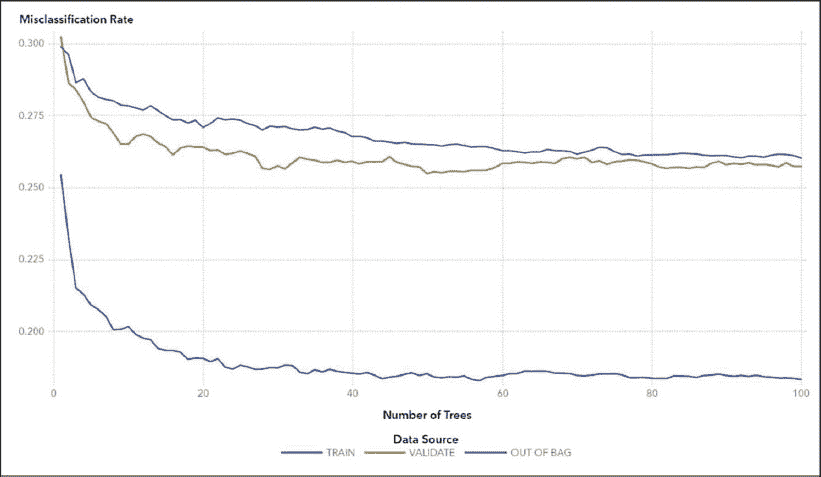 Misclassification Rate
0.300
0.275
0.250
0.225
0.200
0 20 40 60 80 100
Number of Trees
Data Source
TRAIN VALIDATE OUT OF BAG